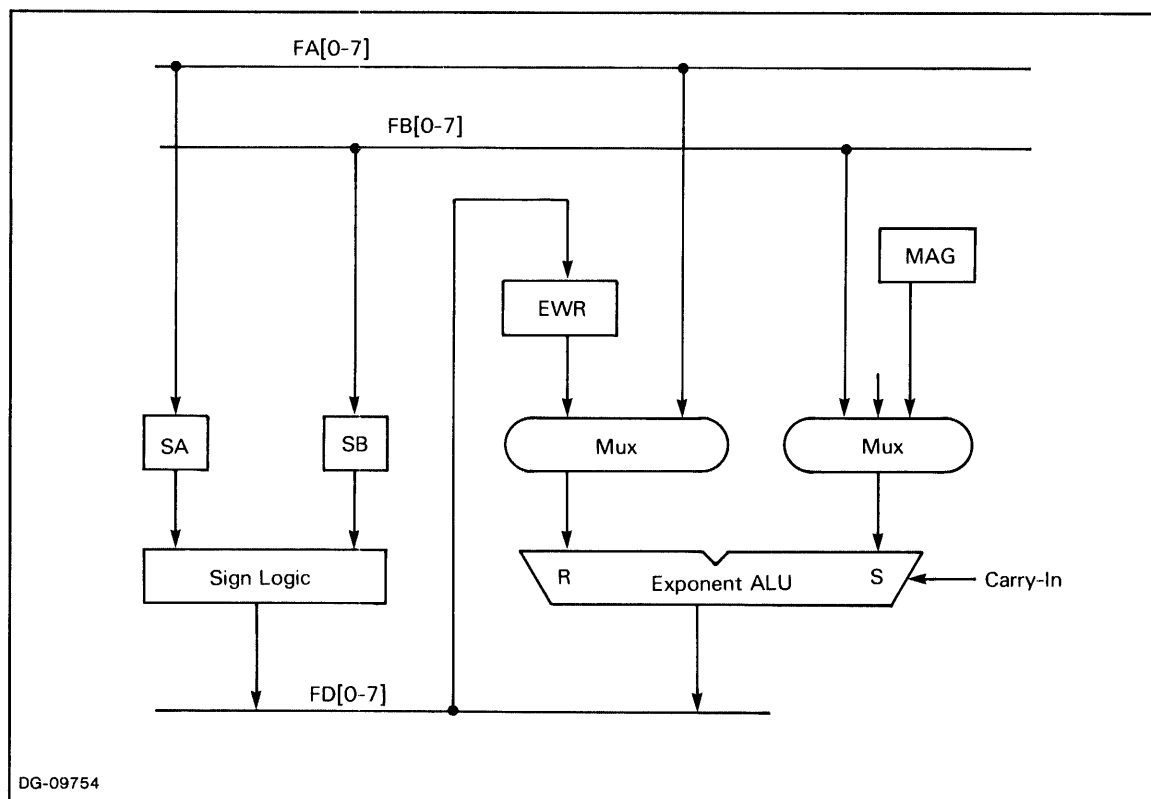 FA[0-7]
FB[0-7]
MAG
EWR
SA
SB
Mux
Mux
Sign Logic
R
Exponent ALU
S
Carry-In
FD[0-7]
DG-09754